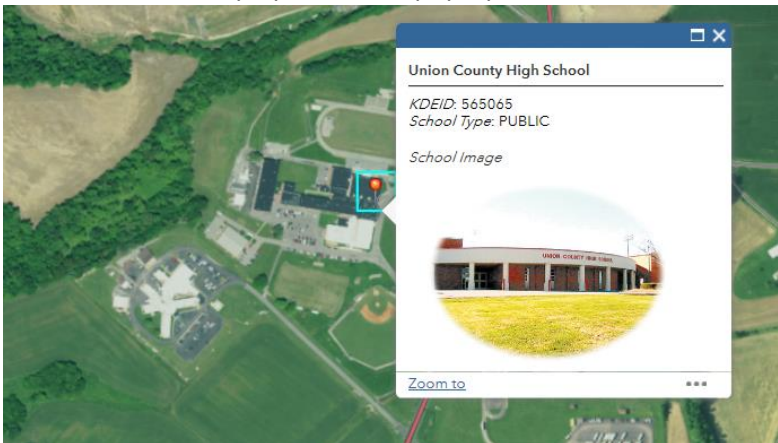 Union County High School
KDEID: 565065
School Type: PUBLIC
School Image
UNION COUNTY HIGH SCHOOL
Zoom to